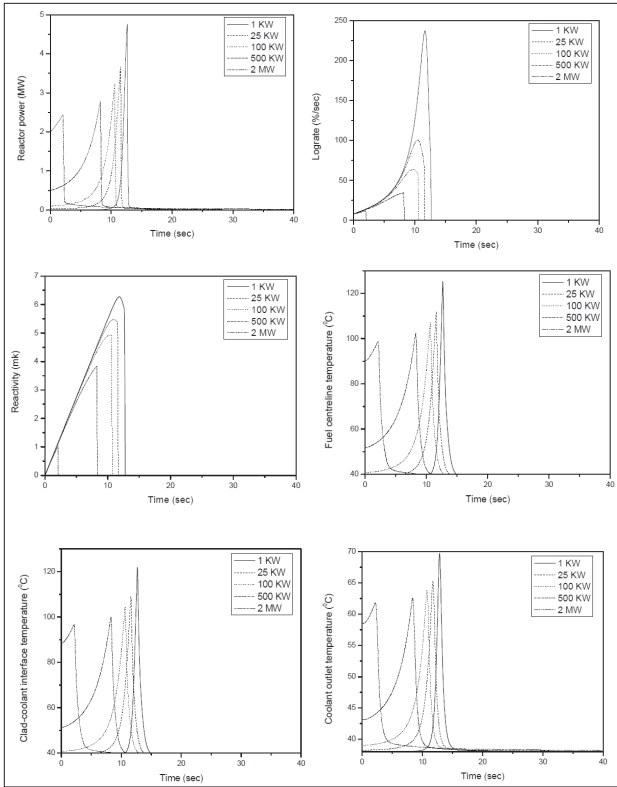 5
4
3
2
1
0
Reactor power (MW)
0 10 20 30 40
Time (sec)
1 KW
25 KW
100 KW
500 KW
2 MW
250
200
150
100
50
0
Lograte (%/sec)
0 10 20 30 40
Time (sec)
1 KW
25 KW
100 KW
500 KW
2 MW
7
6
5
4
3
2
1
0
Reactivity (mk)
0 10 20 30 40
Time (sec)
1 KW
25 KW
100 KW
500 KW
2 MW
120
100
80
60
40
Fuel centreline temperature (⁰C)
0 10 20 30 40
Time (sec)
1 KW
25 KW
100 KW
500 KW
2 MW
120
100
80
60
40
Clad-coolant interface temperature (⁰C)
0 10 20 30 40
Time (sec)
1 KW
25 KW
100 KW
500 KW
2 MW
70
65
60
55
50
45
40
Coolant outlet temperature (⁰C)
0 10 20 30 40
Time (sec)
1 KW
25 KW
100 KW
500 KW
2 MW